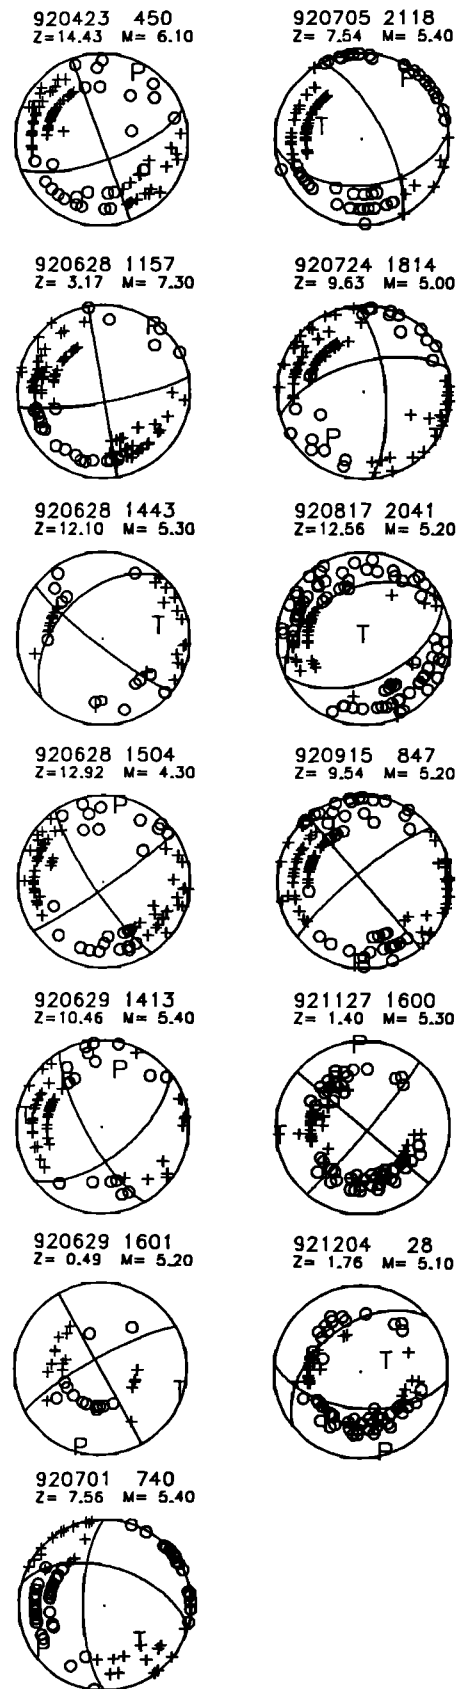 920423 450
Z=14.43 M= 6.10
P
920628 1157
Z= 3.17 M= 7.30
P
920628 1443
Z=12.10 M= 5.30
T
920628 1504
Z=12.92 M= 4.30
P
920629 1413
Z=10.46 M= 5.40
P
920629 1601
Z= 0.49 M= 5.20
T
P
920701 740
Z= 7.56 M= 5.40
P
T
920705 2118
Z= 7.54 M= 5.40
P
T
920724 1814
Z= 9.63 M= 5.00
P
920817 2041
Z=12.56 M= 5.20
T
P
920915 847
Z= 9.54 M= 5.20
P
921127 1600
Z= 1.40 M= 5.30
P
T
921204 28
Z= 1.76 M= 5.10
T
P